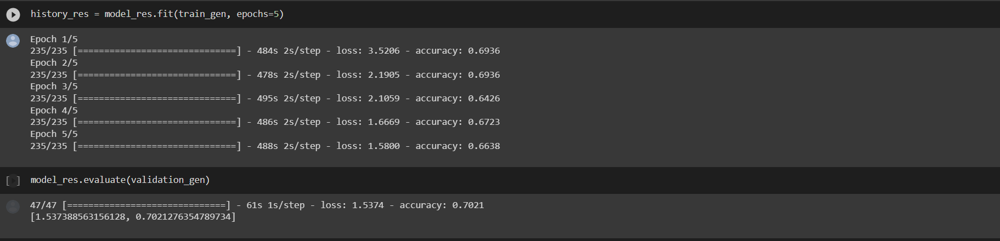 history_res = model_res.fit(train_gen, epochs=5)
Epoch 1/5
235/235 [==============================] - 484s 2s/step - loss: 3.5206 - accuracy: 0.6936
Epoch 2/5
235/235 [==============================] - 478s 2s/step - loss: 2.1905 - accuracy: 0.6936
Epoch 3/5
235/235 [==============================] - 495s 2s/step - loss: 2.1059 - accuracy: 0.6426
Epoch 4/5
235/235 [==============================] - 486s 2s/step - loss: 1.6669 - accuracy: 0.6723
Epoch 5/5
235/235 [==============================] - 488s 2s/step - loss: 1.5800 - accuracy: 0.6638
[ ] model_res.evaluate(validation_gen)
47/47 [==============================] - 61s 1s/step - loss: 1.5374 - accuracy: 0.7021
[1.537388563156128, 0.7021276354789734]